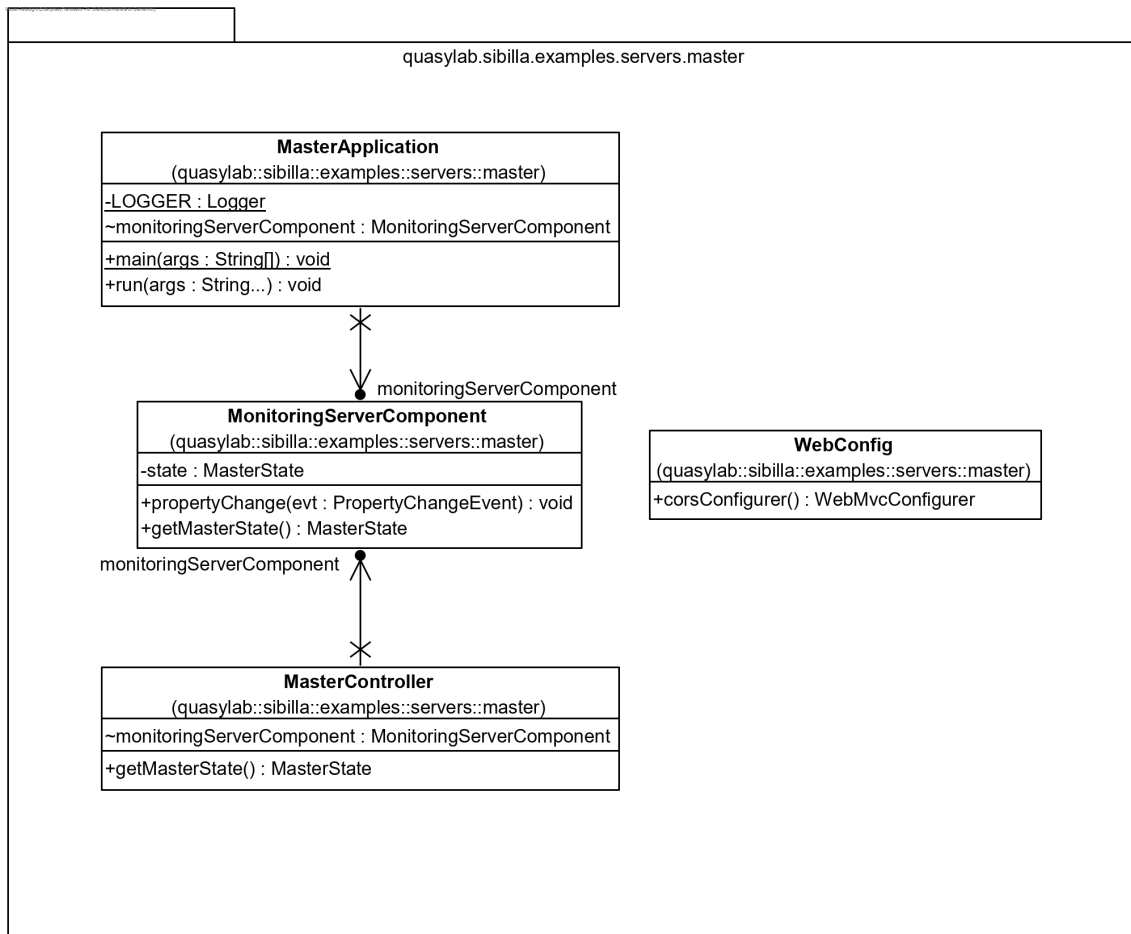 quasylab.sibilla.examples.servers.master
MasterApplication
(quasylab::sibilla::examples::servers::master)
-LOGGER : Logger
~monitoringServerComponent : MonitoringServerComponent
+main(args : String[]) : void
+run(args : String...) : void
monitoringServerComponent
MonitoringServerComponent
(quasylab::sibilla::examples::servers::master)
-state : MasterState
+propertyChange(evt : PropertyChangeEvent) : void
+getMasterState() : MasterState
WebConfig
(quasylab::sibilla::examples::servers::master)
+corsConfigurer() : WebMvcConfigurer
monitoringServerComponent
MasterController
(quasylab::sibilla::examples::servers::master)
~monitoringServerComponent : MonitoringServerComponent
+getMasterState() : MasterState